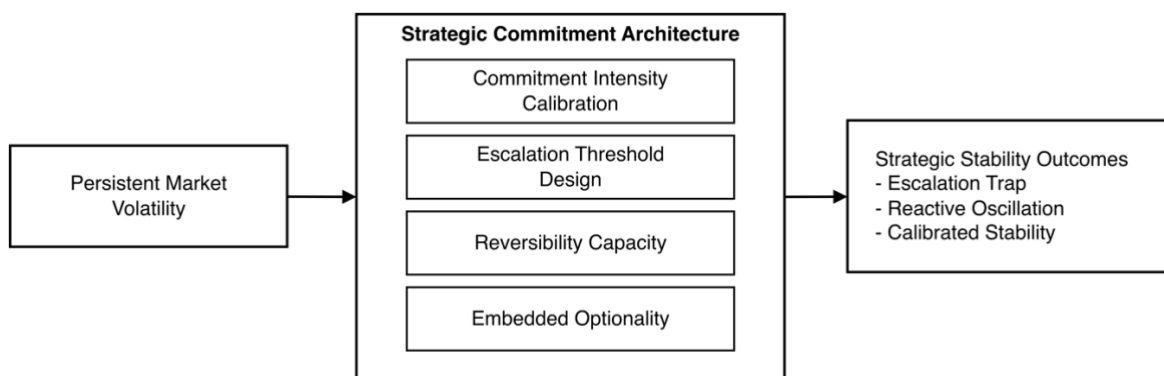 Persistent Market
Volatility
Strategic Commitment Architecture
Commitment Intensity
Calibration
Escalation Threshold
Design
Reversibility Capacity
Embedded Optionality
Strategic Stability Outcomes
- Escalation Trap
- Reactive Oscillation
- Calibrated Stability